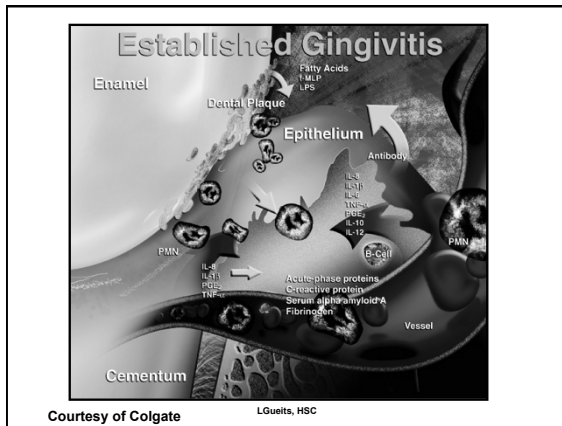 Established Gingivitis
Enamel
Fatty Acids
f-MLP
LPS
Dental Plaque
Epithelium
Antibody
IL-8
IL-1β
IL-6
TNF-α
PGE₂
IL-10
IL-12
PMN
B-Cell
PMN
IL-8
PGE₂
TNF-α
Acute-phase proteins
C-reactive protein
Serum alpha amyloid A
Fibrinogen
Vessel
Cementum
Courtesy of Colgate
LGueits, HSC